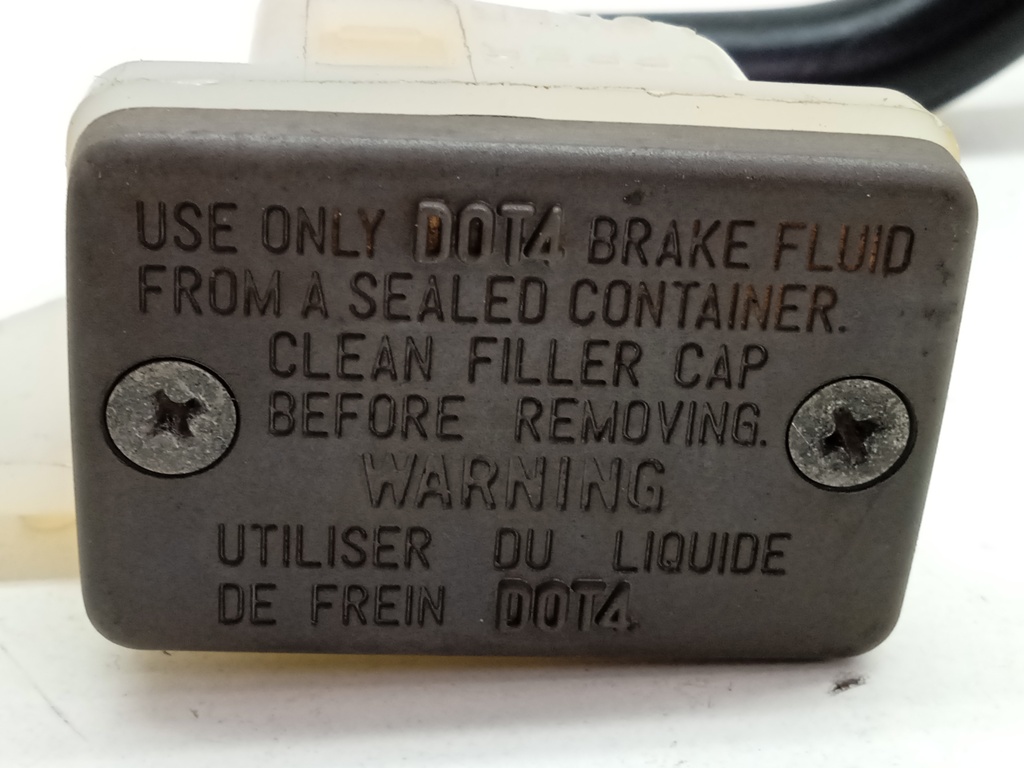 USE ONLY DOT4 BRAKE FLUID
FROM A SEALED CONTAINER.
CLEAN FILLER CAP
BEFORE REMOVING.
WARNING
UTILISER DU LIQUIDE
DE FREIN DOT4